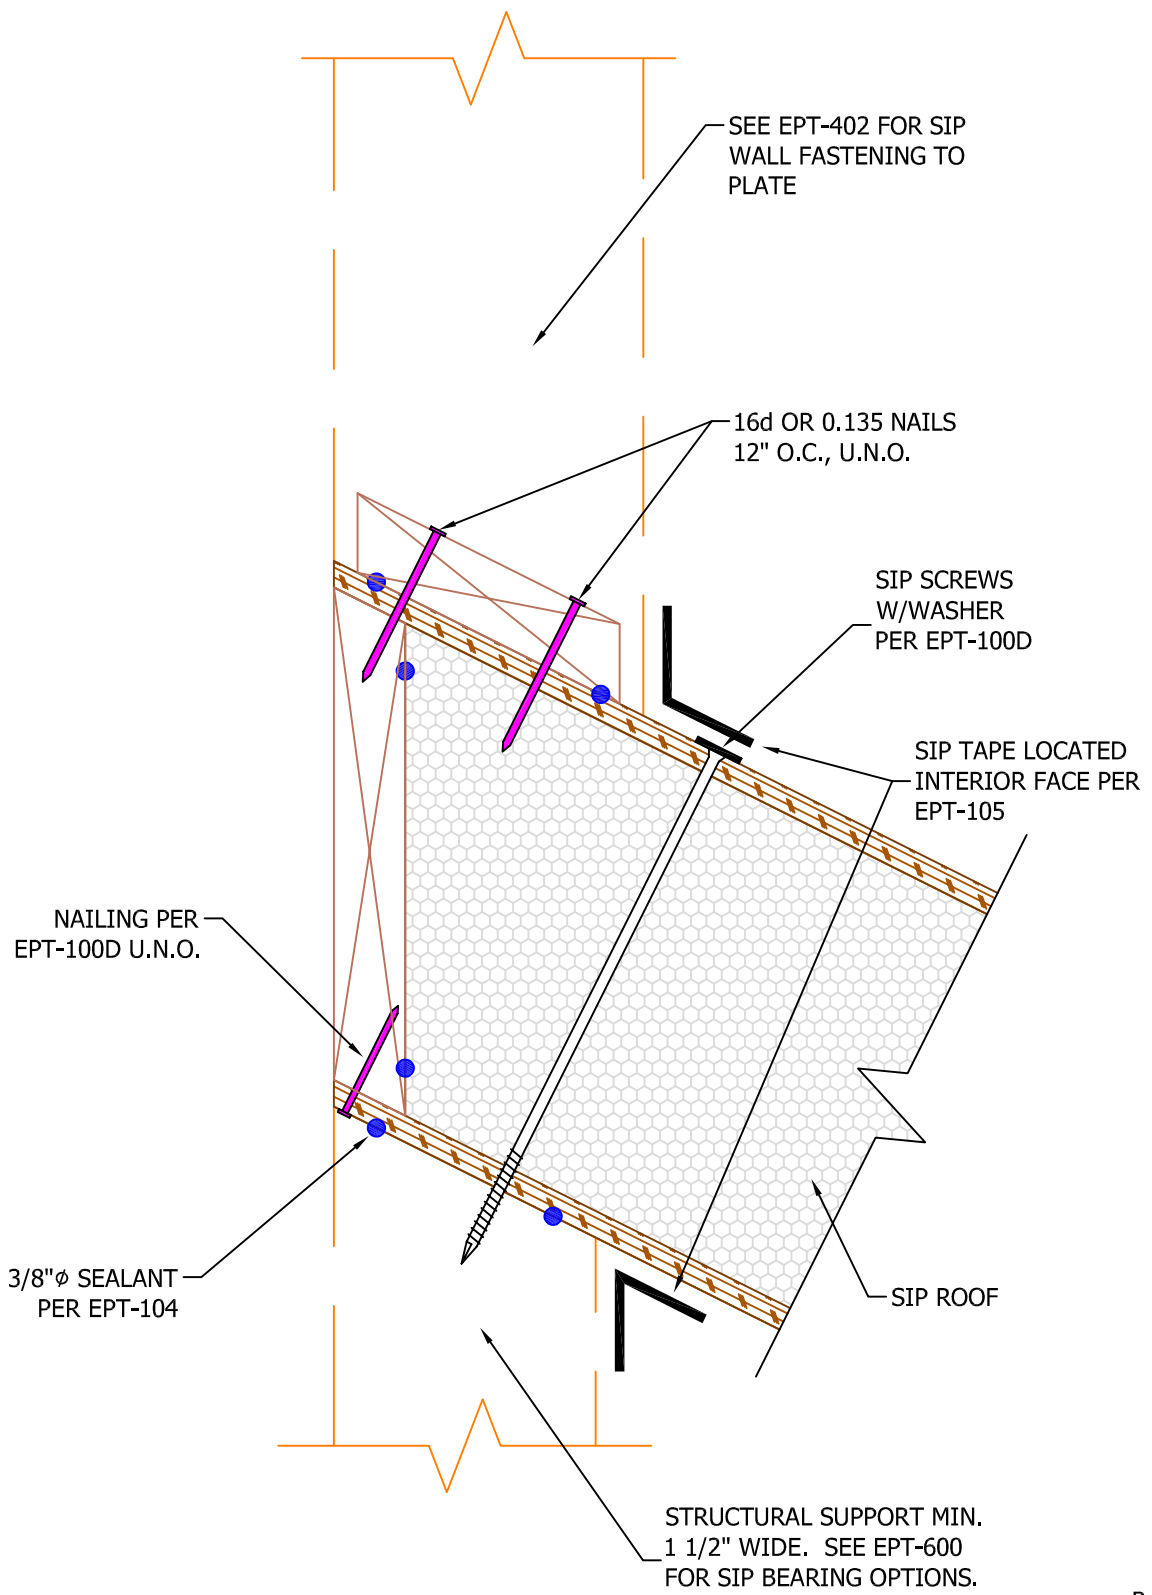 SEE EPT-402 FOR SIP
WALL FASTENING TO
PLATE
16d OR 0.135 NAILS
12" O.C., U.N.O.
SIP SCREWS
W/WASHER
PER EPT-100D
SIP TAPE LOCATED
INTERIOR FACE PER
EPT-105
NAILING PER
EPT-100D U.N.O.
3/8"ø SEALANT
PER EPT-104
SIP ROOF
STRUCTURAL SUPPORT MIN.
1 1/2" WIDE. SEE EPT-600
FOR SIP BEARING OPTIONS.